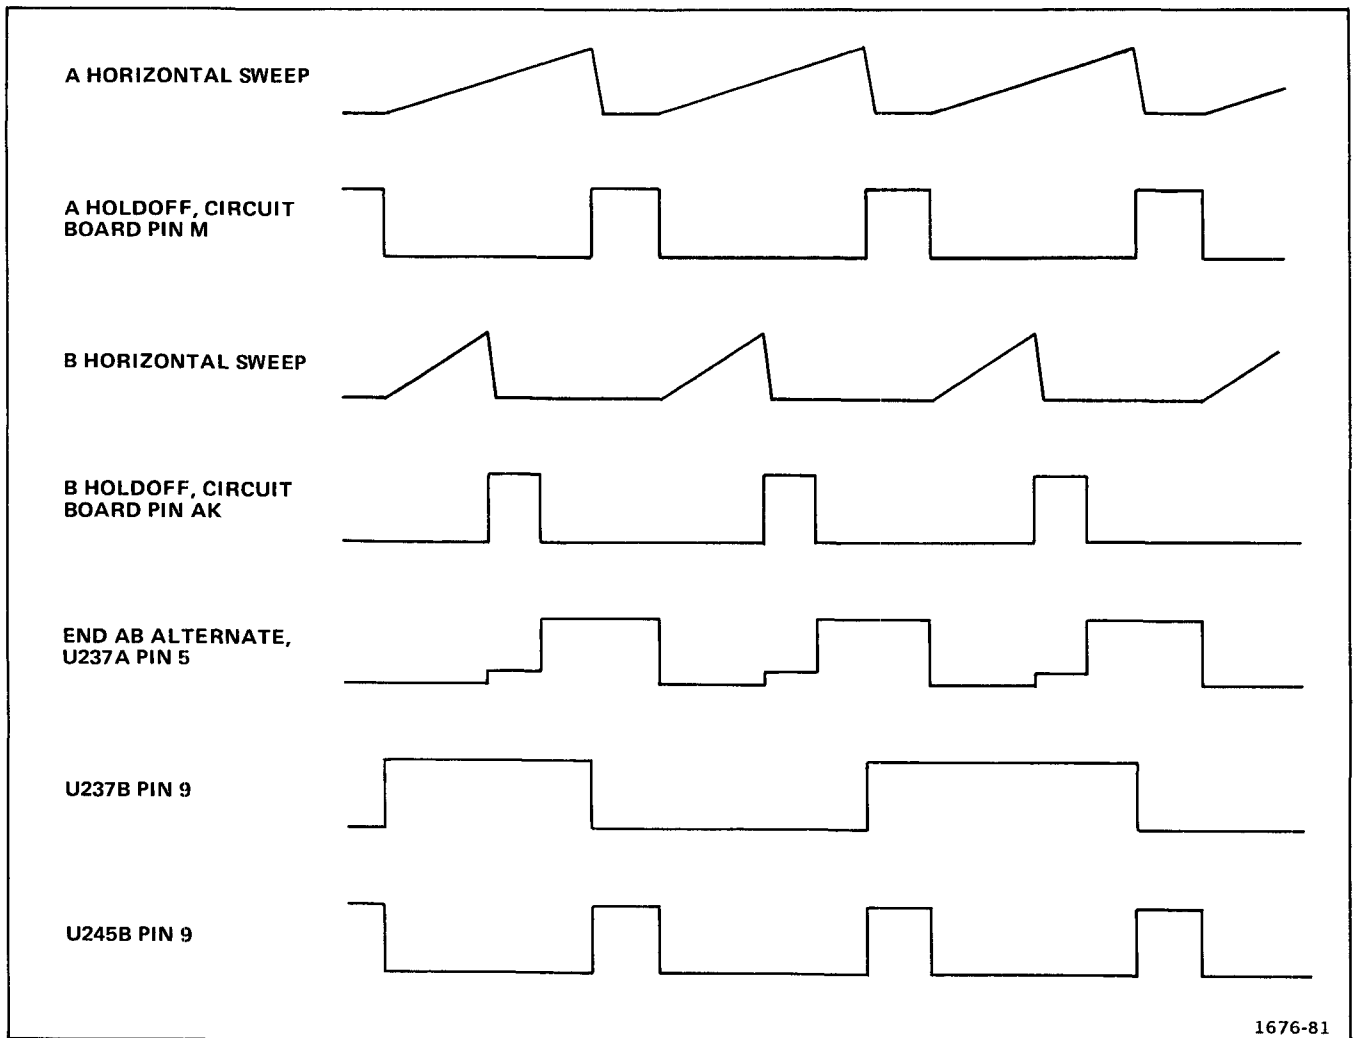 A HORIZONTAL SWEEP
A HOLDOFF, CIRCUIT
BOARD PIN M
B HORIZONTAL SWEEP
B HOLDOFF, CIRCUIT
BOARD PIN AK
END AB ALTERNATE,
U237A PIN 5
U237B PIN 9
U245B PIN 9
1676-81